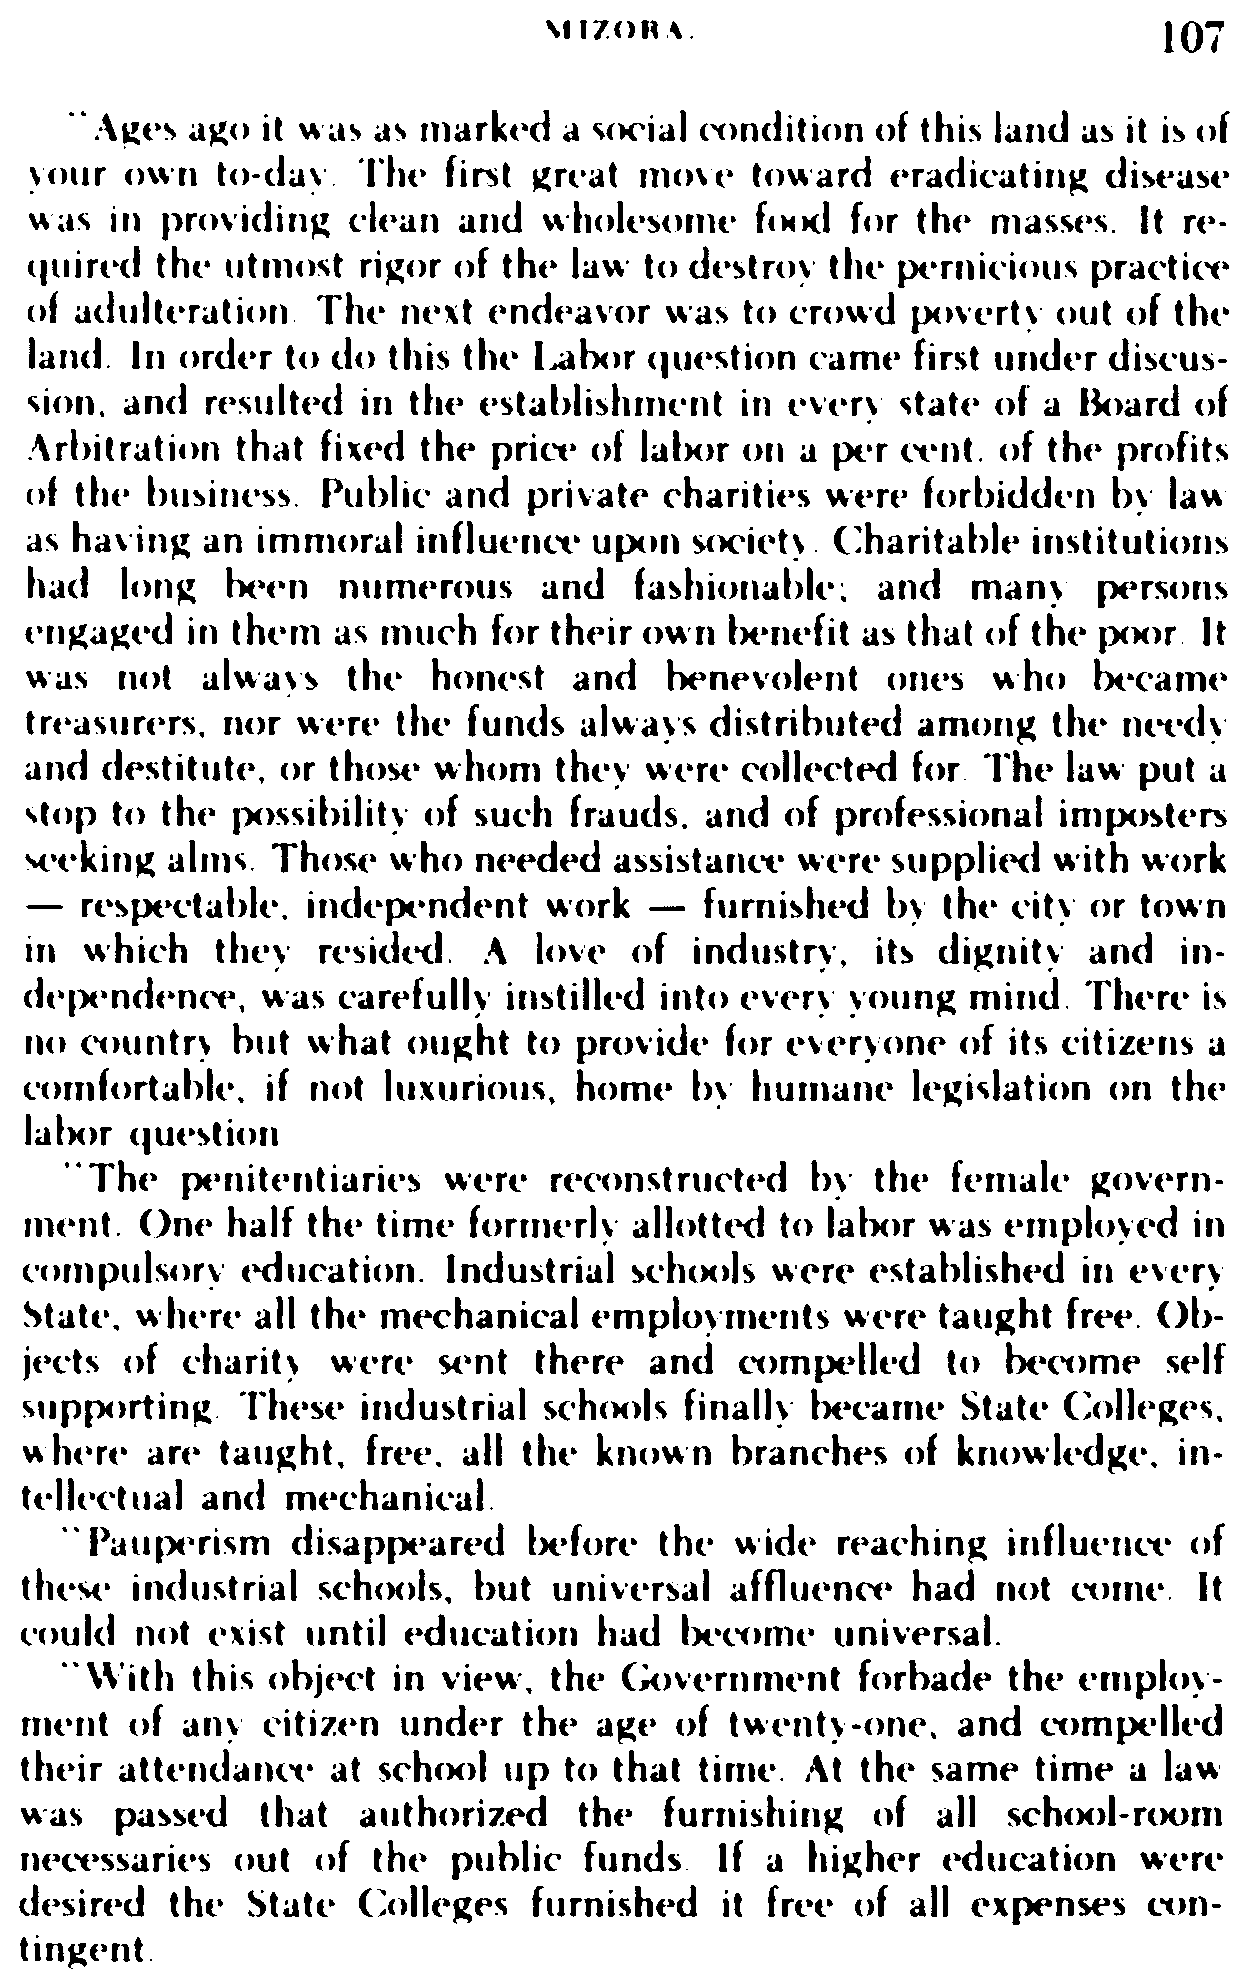 MIZORA. 107
"Ages ago it was as marked a social condition of this land as it is of
your own to-day. The first great move toward eradicating disease
was in providing clean and wholesome food for the masses. It re-
quired the utmost rigor of the law to destroy the pernicious practice
of adulteration. The next endeavor was to crowd poverty out of the
land. In order to do this the Labor question came first under discus-
sion, and resulted in the establishment in every state of a Board of
Arbitration that fixed the price of labor on a per cent. of the profits
of the business. Public and private charities were forbidden by law
as having an immoral influence upon society. Charitable institutions
had long been numerous and fashionable; and many persons
engaged in them as much for their own benefit as that of the poor. It
was not always the honest and benevolent ones who became
treasurers, nor were the funds always distributed among the needy
and destitute, or those whom they were collected for. The law put a
stop to the possibility of such frauds, and of professional imposters
seeking alms. Those who needed assistance were supplied with work
— respectable, independent work — furnished by the city or town
in which they resided. A love of industry, its dignity and in-
dependence, was carefully instilled into every young mind. There is
no country but what ought to provide for everyone of its citizens a
comfortable, if not luxurious, home by humane legislation on the
labor question
"The penitentiaries were reconstructed by the female govern-
ment. One half the time formerly allotted to labor was employed in
compulsory education. Industrial schools were established in every
State, where all the mechanical employments were taught free. Ob-
jects of charity were sent there and compelled to become self
supporting. These industrial schools finally became State Colleges,
where are taught, free, all the known branches of knowledge, in-
tellectual and mechanical.
"Pauperism disappeared before the wide reaching influence of
these industrial schools, but universal affluence had not come. It
could not exist until education had become universal.
"With this object in view, the Government forbade the employ-
ment of any citizen under the age of twenty-one, and compelled
their attendance at school up to that time. At the same time a law
was passed that authorized the furnishing of all school-room
necessaries out of the public funds. If a higher education were
desired the State Colleges furnished it free of all expenses con-
tingent.